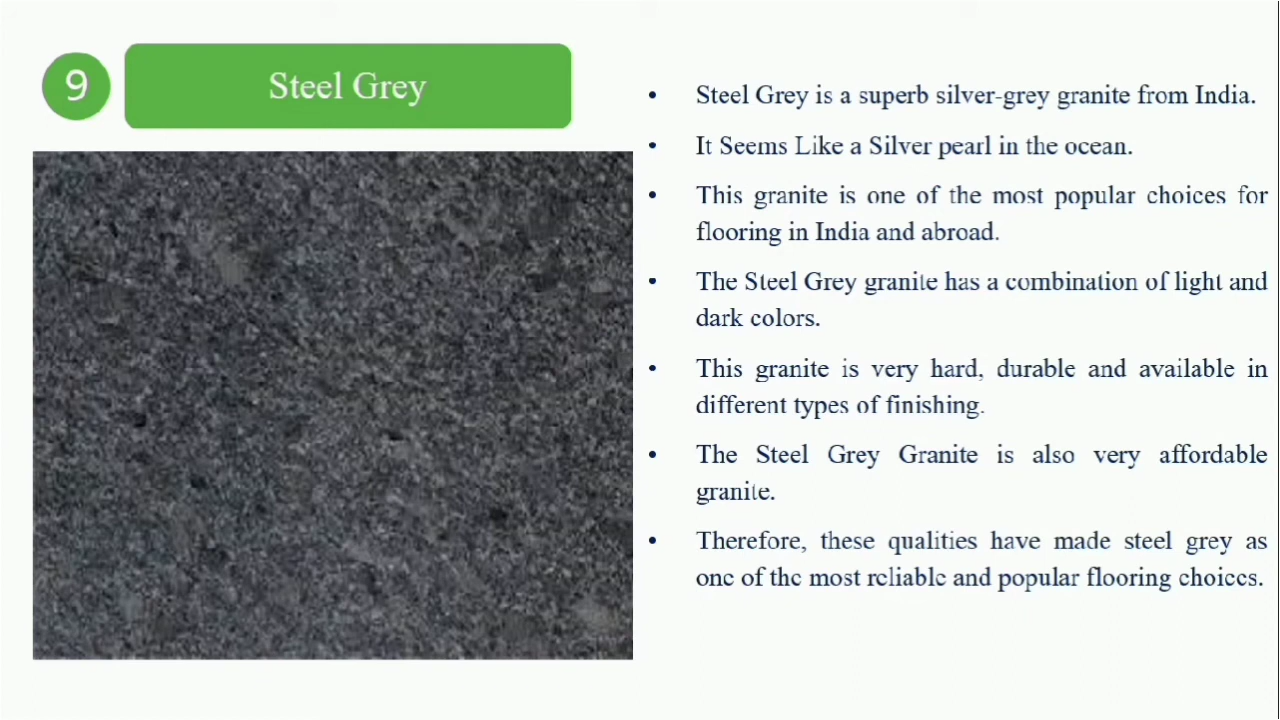 9
Steel Grey
• Steel Grey is a superb silver-grey granite from India.
• It Seems Like a Silver pearl in the ocean.
• This granite is one of the most popular choices for
flooring in India and abroad.
• The Steel Grey granite has a combination of light and
dark colors.
• This granite is very hard, durable and available in
different types of finishing.
• The Steel Grey Granite is also very affordable
granite.
• Therefore, these qualities have made steel grey as
one of the most reliable and popular flooring choices.